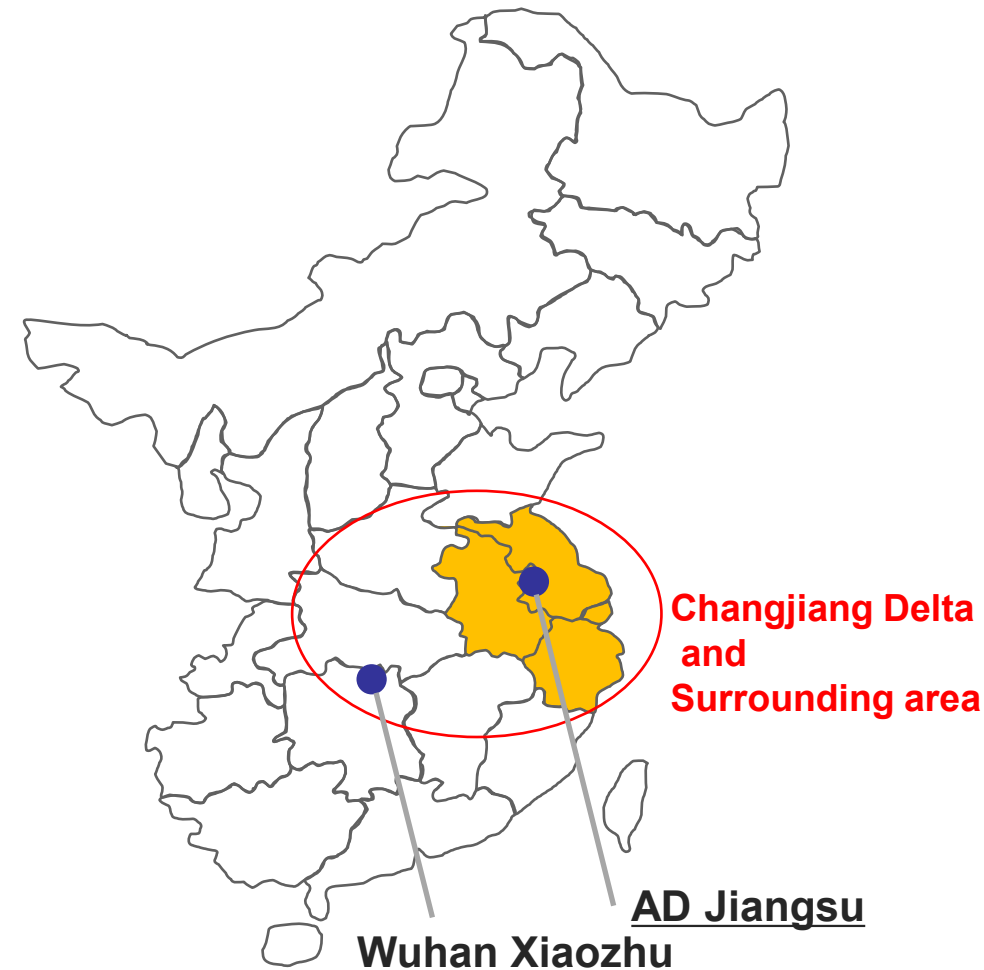 Changjiang Delta
and
Surrounding area
AD Jiangsu
Wuhan Xiaozhu